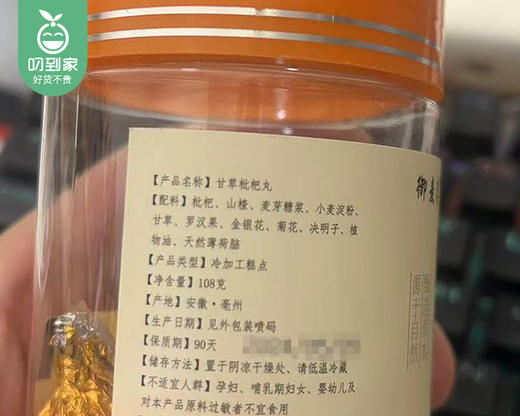 叨到家
好货不贵
【产品名称】甘草枇杷丸
【配料】枇杷、山楂、麦芽糖浆、小麦淀粉、
甘草、罗汉果、金银花、菊花、决明子、植
物油、天然薄荷脑
【产品类型】冷加工糕点
【净含量】108克
【产地】安徽·亳州
【生产日期】见外包装喷码
【保质期】90天
【储存方法】置于阴凉干燥处、请低温冷藏
【不适宜人群】孕妇、哺乳期妇女、婴幼儿及
对本产品原料过敏者不宜食用
御麦
源于自然